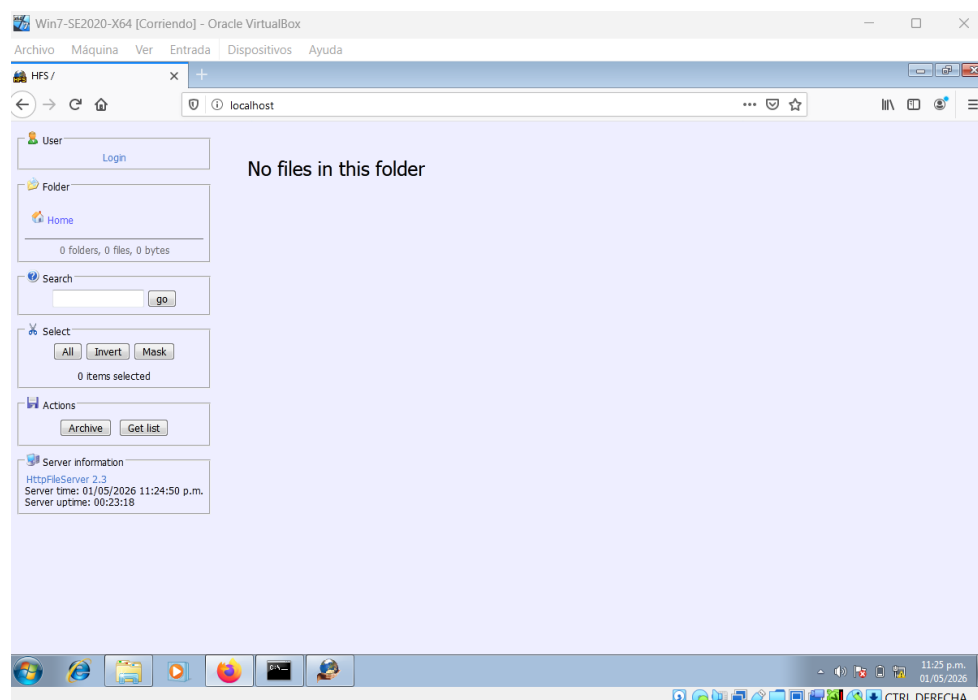 Win7-SE2020-X64 [Corriendo] - Oracle VirtualBox
Archivo Máquina Ver Entrada Dispositivos Ayuda
HFS /
localhost
User
Login
No files in this folder
Folder
Home
0 folders, 0 files, 0 bytes
Search
go
Select
All Invert Mask
0 items selected
Actions
Archive Get list
Server information
HttpFileServer 2.3
Server time: 01/05/2026 11:24:50 p.m.
Server uptime: 00:23:18
11:25 p.m.
01/05/2026
CTRL DERECHA